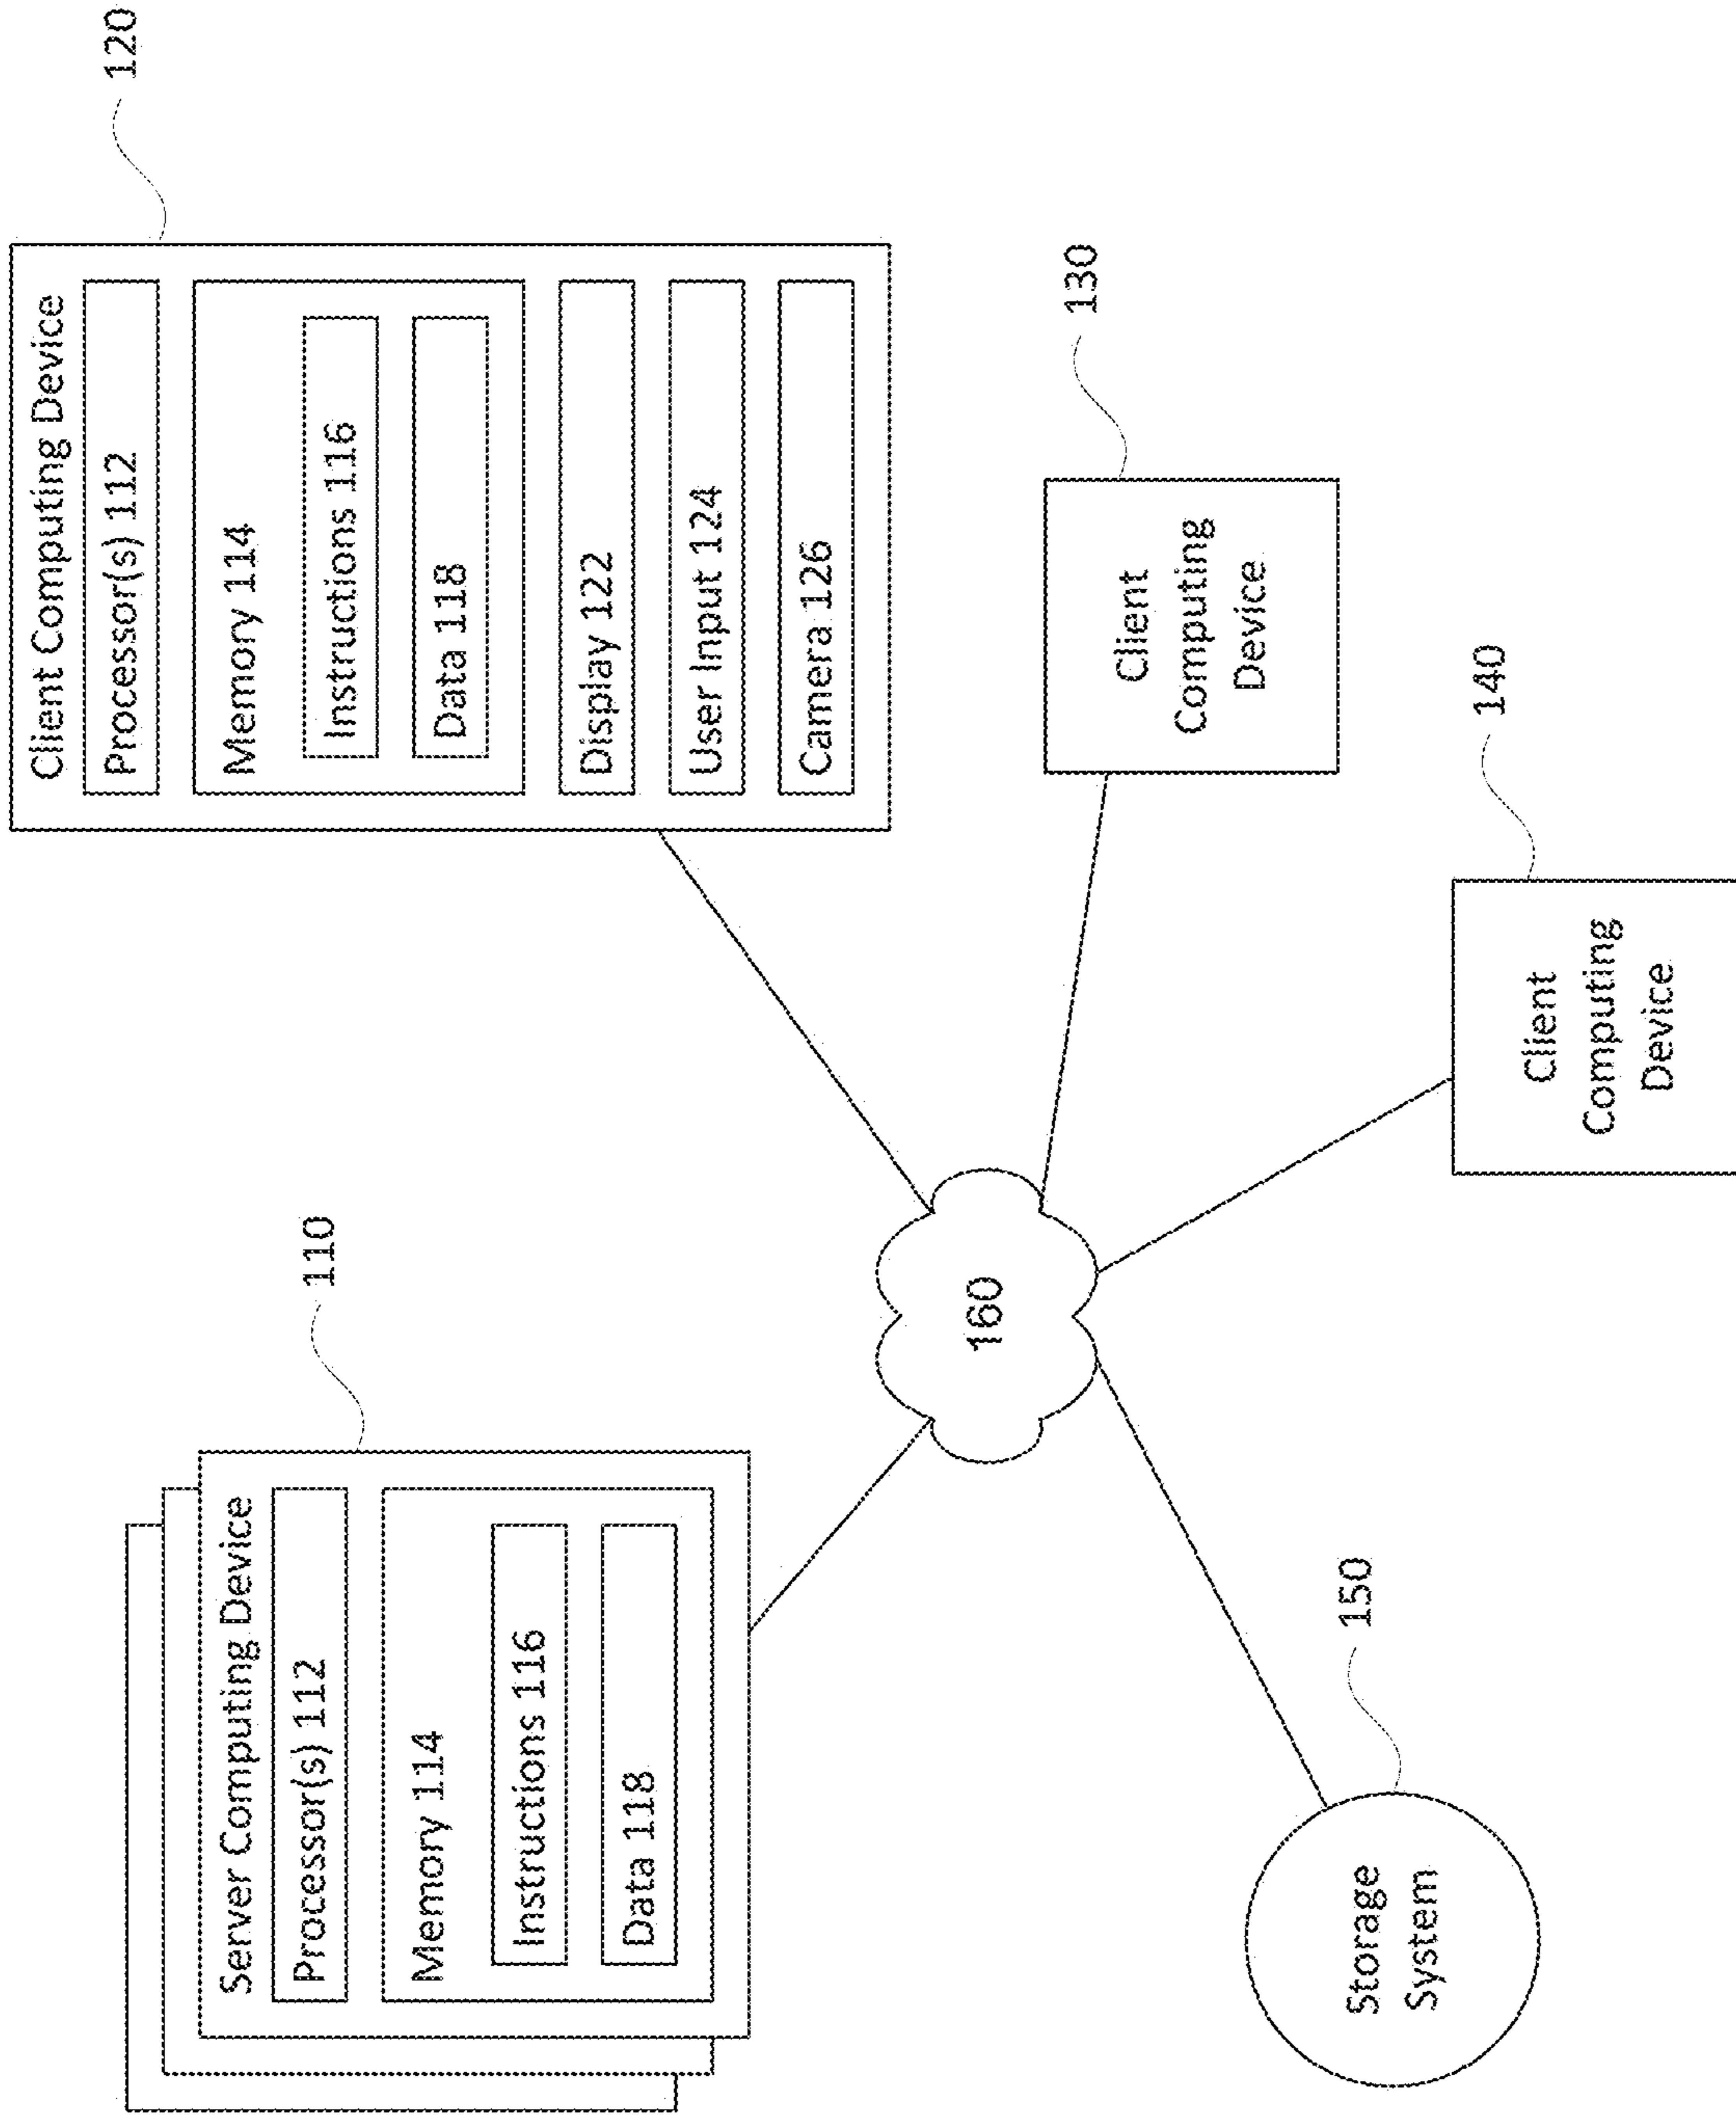 Server Computing Device
Processor(s) 112
Memory 114
Instructions 116
Data 118
110
Client Computing Device
Processor(s) 112
Memory 114
Instructions 116
Data 118
Display 122
User Input 124
Camera 126
120
160
Client
Computing
Device
130
Storage
System
150
Client
Computing
Device
140